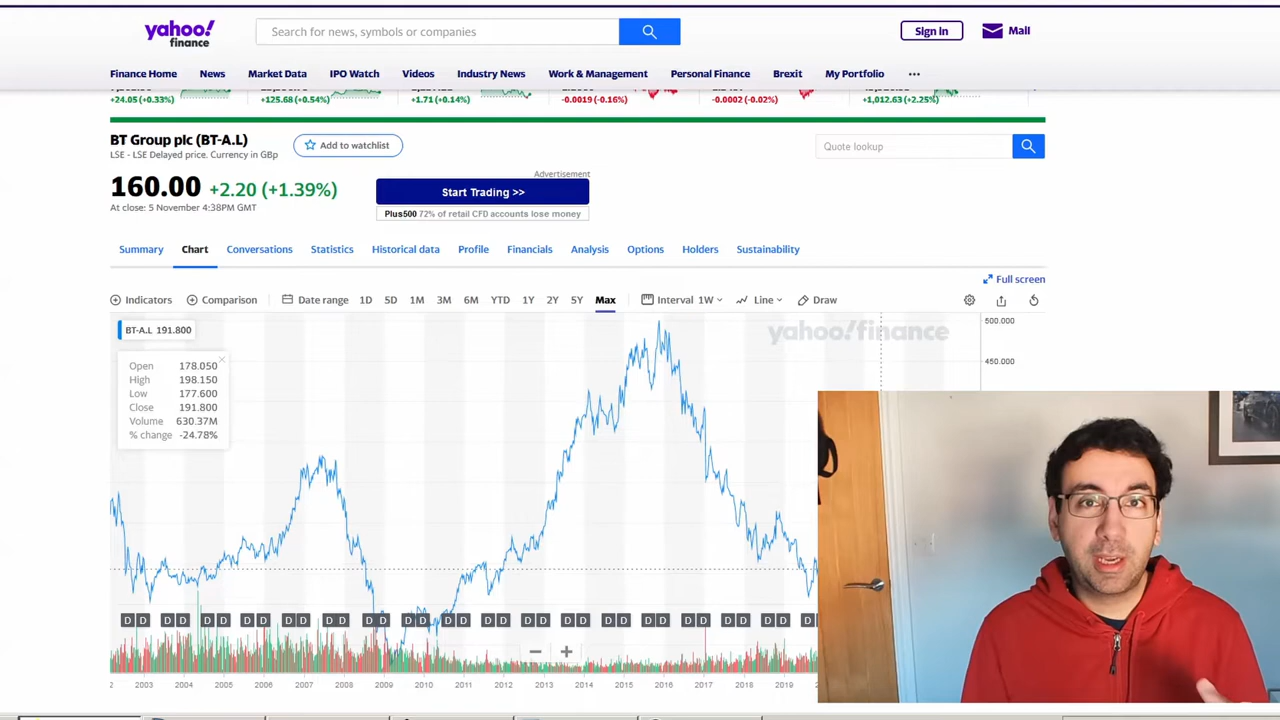 yahoo!
finance
Search for news, symbols or companies
Sign in
Mail
Finance Home News Market Data IPO Watch Videos Industry News Work & Management Personal Finance Brexit My Portfolio •••
+24.05 (+0.33%) +125.68 (+0.54%) +1.71 (+0.14%) -0.0019 (-0.16%) -0.0002 (-0.02%) +1,012.63 (+2.25%)
BT Group plc (BT-A.L)
Add to watchlist
Quote lookup
LSE - LSE Delayed price. Currency in GBp
160.00 +2.20 (+1.39%)
At close: 5 November 4:38PM GMT
Advertisement
Start Trading >>
Plus500 72% of retail CFD accounts lose money
Summary Chart Conversations Statistics Historical data Profile Financials Analysis Options Holders Sustainability
Full screen
Indicators Comparison Date range 1D 5D 1M 3M 6M YTD 1Y 2Y 5Y Max Interval 1W Line Draw
BT-A.L 191.800
yahoo!finance
500.000
450.000
Open 178.050
High 198.150
Low 177.600
Close 191.800
Volume 630.37M
% change -24.78%
D D D D D D D D D D D D D D D D D D D D D D D D D D D D D D D D D D D
2 2003 2004 2005 2006 2007 2008 2009 2010 2011 2012 2013 2014 2015 2016 2017 2018 2019